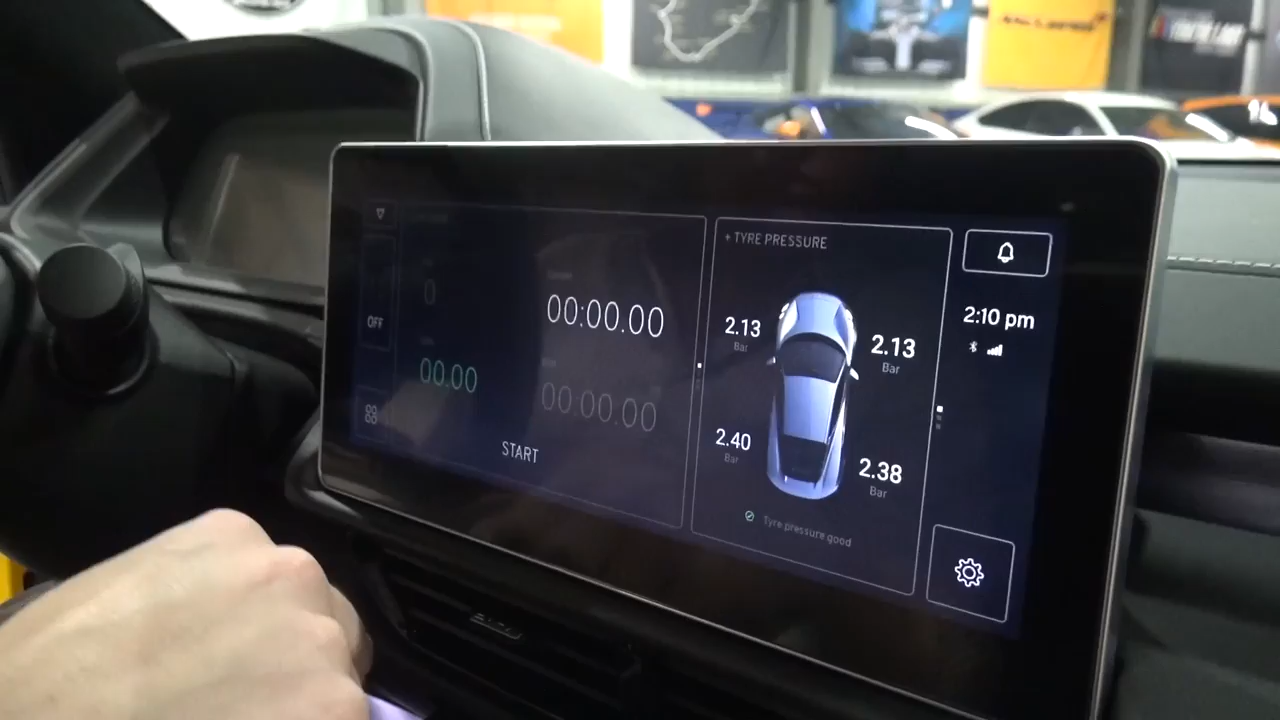 + TYRE PRESSURE
2:10 pm
2.13
Bar
2.13
Bar
OFF
00:00.00
00.00
00:00.00
START
2.40
Bar
2.38
Bar
Tyre pressure good